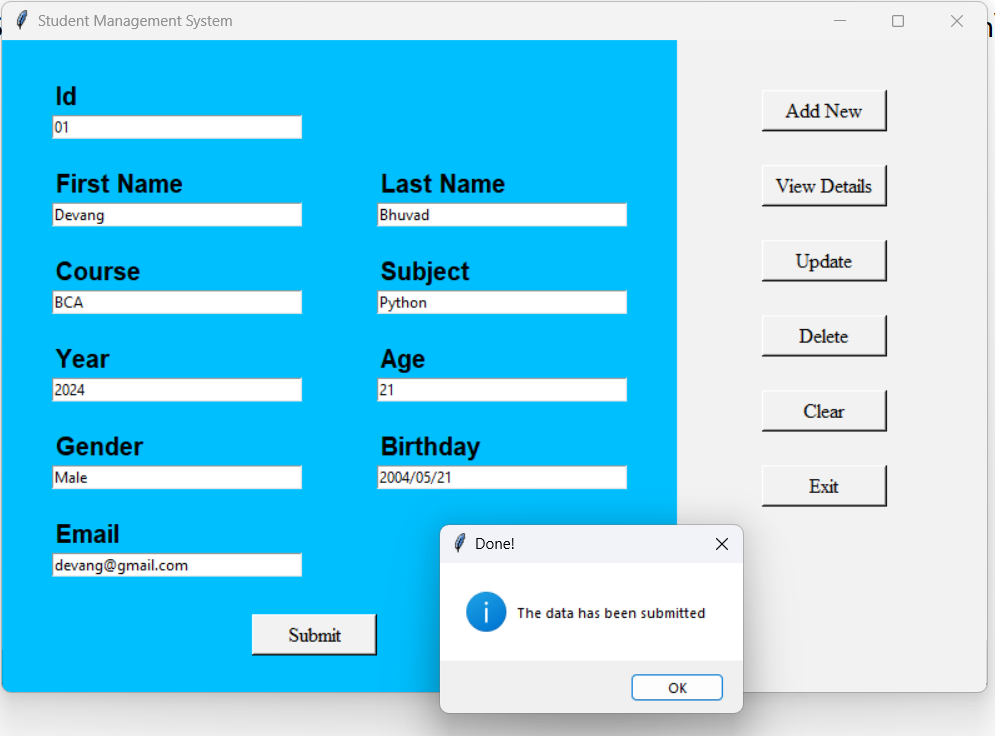 Student Management System
Id
01
First Name Last Name
Devang Bhuvad
Course Subject
BCA Python
Year Age
2024 21
Gender Birthday
Male 2004/05/21
Email
devang@gmail.com
Submit
Add New
View Details
Update
Delete
Clear
Exit
Done!
The data has been submitted
OK